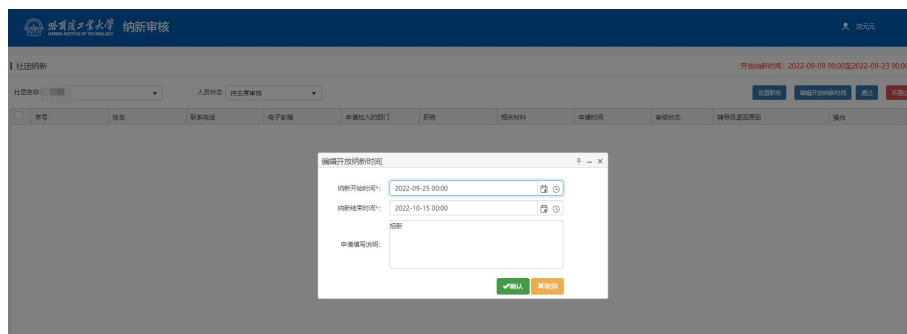 哈尔滨工业大学 纳新审核 沈元元
HARBIN INSTITUTE OF TECHNOLOGY
社团纳新 开放纳新时间：2022-09-09 00:00至2022-09-23 00:00
社团名称 人员状态 待主席审核 设置职务 编辑开放纳新时间 通过 不通过
学号 姓名 联系电话 电子邮箱 申请加入的部门 职务 相关材料 申请时间 审核状态 辅导员退回原因 操作
编辑开放纳新时间
纳新开始时间*： 2022-09-25 00:00
纳新结束时间*： 2022-10-15 00:00
招新
申请填写说明：
确认 取消